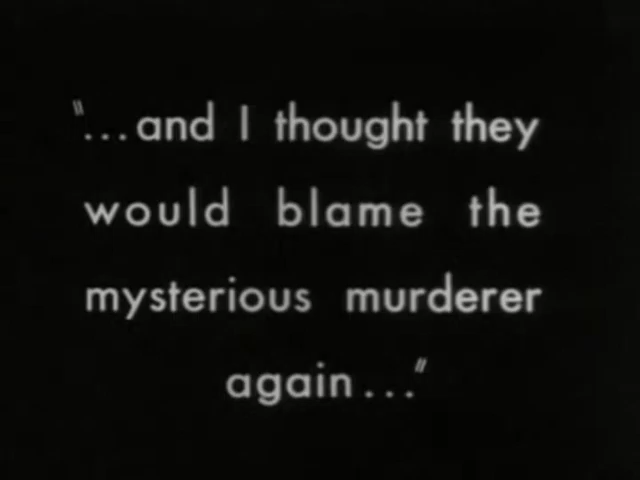 "...and I thought they
would blame the
mysterious murderer
again..."